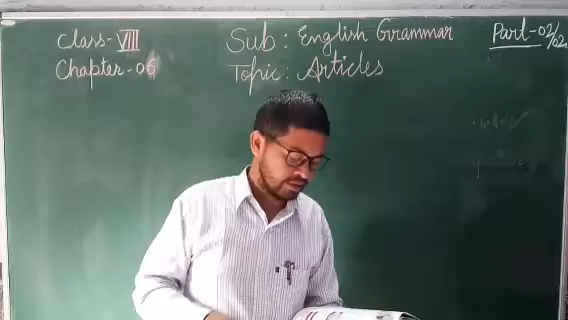 Class-VIII
Chapter-06
Sub: English Grammar
Topic: Articles
Part-02/02